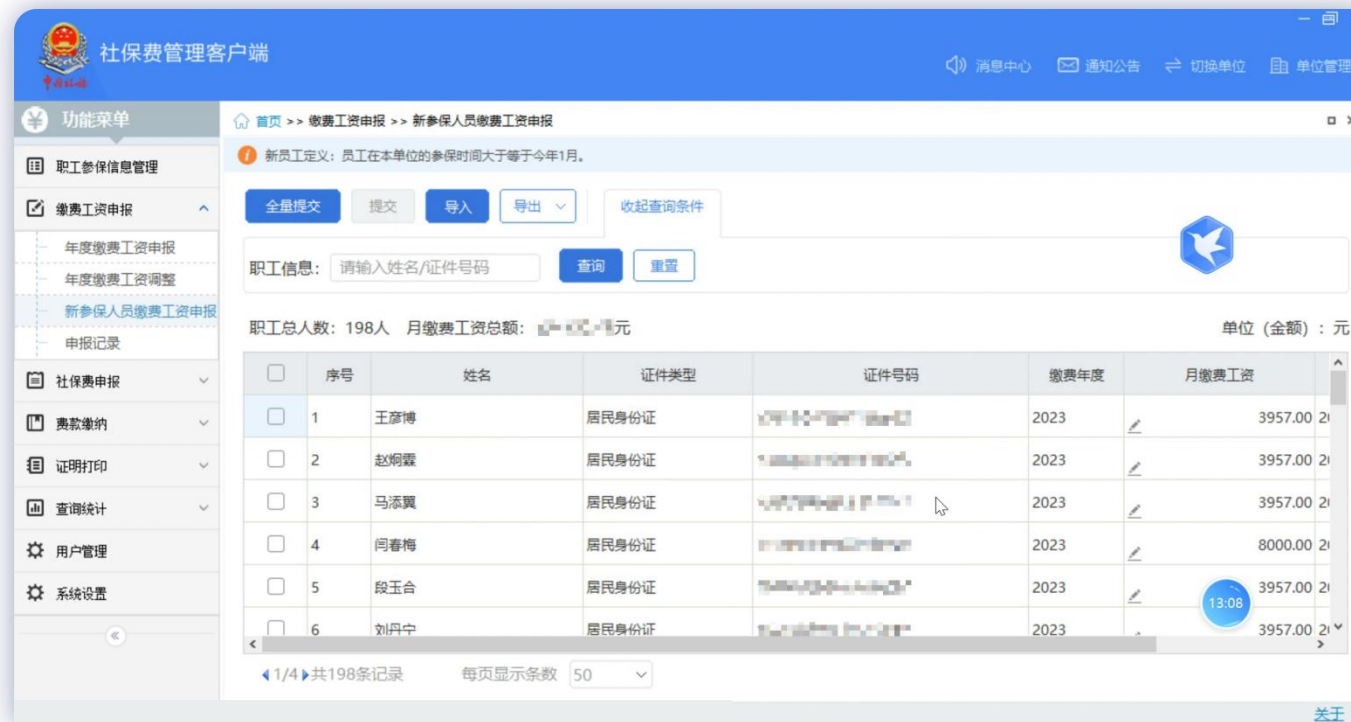 社保费管理客户端
消息中心 通知公告 切换单位 单位管理
功能菜单
首页 >> 缴费工资申报 >> 新参保人员缴费工资申报
新员工定义：员工在本单位的参保时间大于等于今年1月。
职工参保信息管理
缴费工资申报
年度缴费工资申报
年度缴费工资调整
新参保人员缴费工资申报
申报记录
社保费申报
费款缴纳
证明打印
查询统计
用户管理
系统设置
全量提交 提交 导入 导出 收起查询条件
职工信息： 请输入姓名/证件号码 查询 重置
职工总人数：198人 月缴费工资总额： 元
单位（金额）：元
序号 姓名 证件类型 证件号码 缴费年度 月缴费工资
1 王彦博 居民身份证 2023 3957.00
2 赵炯霖 居民身份证 2023 3957.00
3 马添翼 居民身份证 2023 3957.00
4 闫春梅 居民身份证 2023 8000.00
5 段玉合 居民身份证 2023 3957.00
13:08
6 刘丹宁 居民身份证 2023 3957.00
1/4 共198条记录 每页显示条数 50
关于